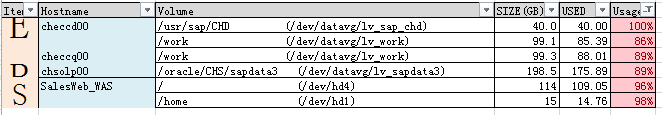 Iter Hostname Volume SIZE(GB) USED Usage
E checcd00 /usr/sap/CHD (/dev/datavg/lv_sap_chd) 40.0 40.00 100%
/work (/dev/datavg/lv_work) 99.1 85.39 86%
checcq00 /work (/dev/datavg/lv_work) 99.3 88.01 89%
chsolp00 /oracle/CHS/sapdata3 (/dev/datavg/lv_sapdata3) 198.5 175.89 89%
S SalesWeb_WAS / (/dev/hd4) 114 109.05 96%
/home (/dev/hd1) 15 14.76 98%